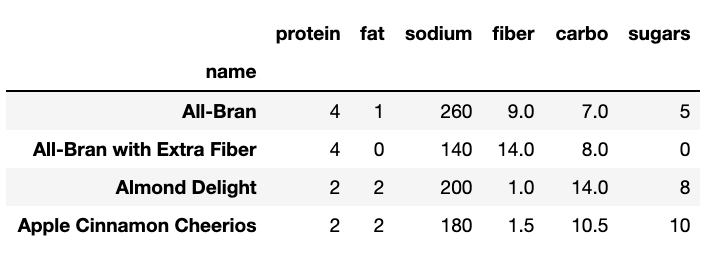 protein fat sodium fiber carbo sugars
name
All-Bran 4 1 260 9.0 7.0 5
All-Bran with Extra Fiber 4 0 140 14.0 8.0 0
Almond Delight 2 2 200 1.0 14.0 8
Apple Cinnamon Cheerios 2 2 180 1.5 10.5 10